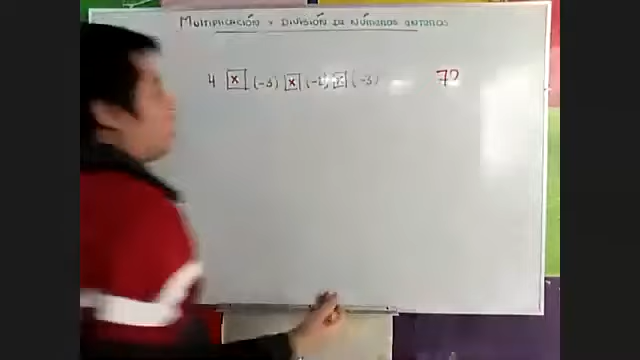 Multiplicación y División de Números enteros
4 x (-3) x (-2) (-3) 72